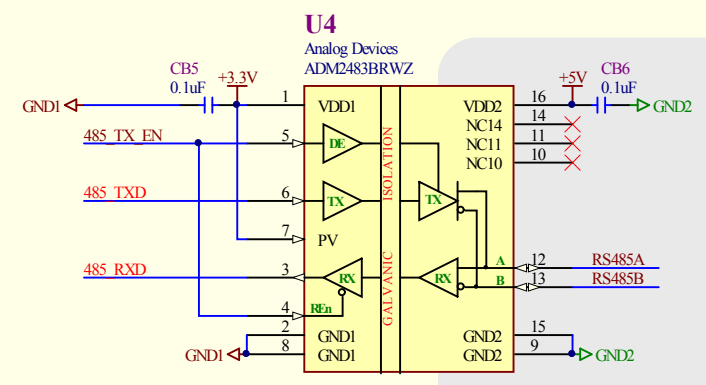 U4
Analog Devices
ADM2483BRWZ
CB5
0.1uF
+3.3V
+5V
CB6
0.1uF
GND1
1
VDD1
VDD2
16
GND2
NC14
14
485_TX_EN
5
DE
NC11
11
NC10
10
ISOLATION
485_TXD
6
TX
TX
7
PV
A
12
RS485A
485_RXD
3
RX
RX
B
13
RS485B
GALVANIC
4
REn
2
GND1
GND2
15
GND1
8
GND1
GND2
9
GND2